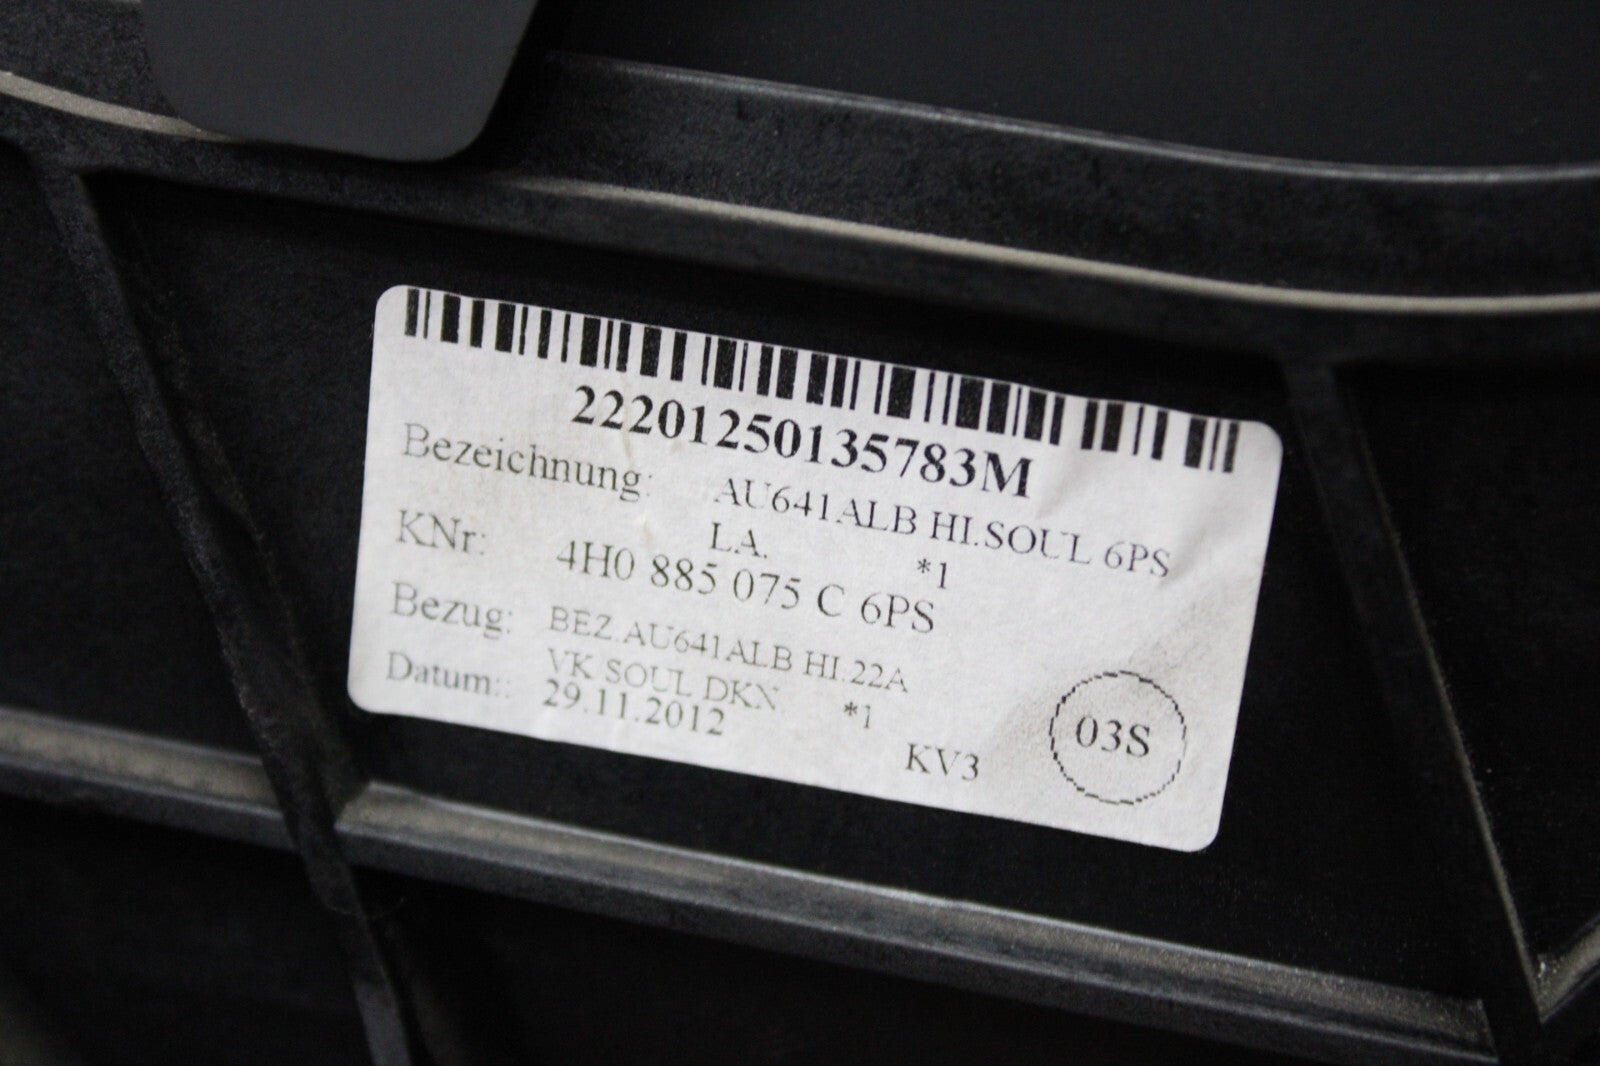 22201250135783M
Bezeichnung: AU641ALB HI.SOUL 6PS
LA. *1
KNr: 4H0 885 075 C 6PS
Bezug: BEZ.AU641ALB HI.22A
VK SOUL DKN *1
Datum:: 29.11.2012
KV3
03S